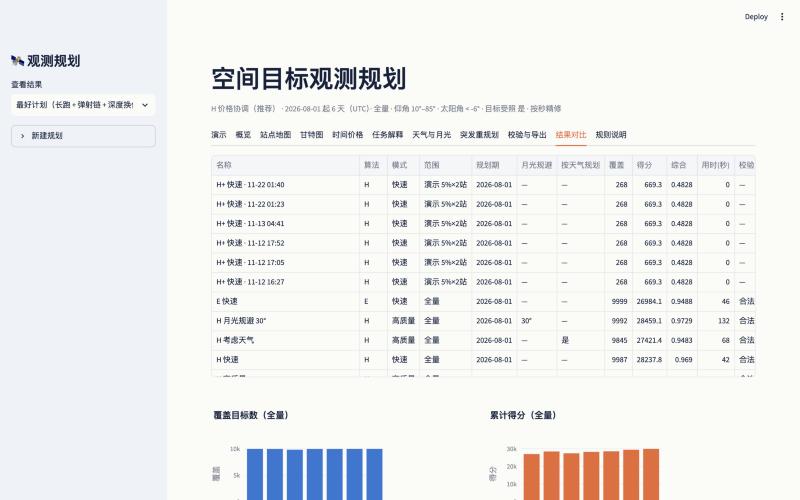 Deploy
观测规划
查看结果
最好计划（长跑 + 弹射链 + 深度换
新建规划
空间目标观测规划
H 价格协调（推荐） · 2026-08-01 起 6 天（UTC）· 全量 · 仰角 10°–85° · 太阳角 < -6° · 目标受照 是 · 按秒精修
演示 概览 站点地图 甘特图 时间价格 任务解释 天气与月光 突发重规划 校验与导出 结果对比 规则说明
名称 算法 模式 范围 规划期 月光规避 按天气规划 覆盖 得分 综合 用时(秒) 校验
H+ 快速 · 11-22 01:40 H 快速 演示 5%×2站 2026-08-01 — — 268 669.3 0.4828 0 —
H+ 快速 · 11-22 01:23 H 快速 演示 5%×2站 2026-08-01 — — 268 669.3 0.4828 0 —
H+ 快速 · 11-13 04:41 H 快速 演示 5%×2站 2026-08-01 — — 268 669.3 0.4828 0 —
H+ 快速 · 11-12 17:52 H 快速 演示 5%×2站 2026-08-01 — — 268 669.3 0.4828 0 —
H+ 快速 · 11-12 17:05 H 快速 演示 5%×2站 2026-08-01 — — 268 669.3 0.4828 0 —
H+ 快速 · 11-12 16:27 H 快速 演示 5%×2站 2026-08-01 — — 268 669.3 0.4828 0 —
E 快速 E 快速 全量 2026-08-01 — — 9999 26984.1 0.9488 46 合法
H 月光规避 30° H 高质量 全量 2026-08-01 30° — 9992 28459.1 0.9729 132 合法
H 考虑天气 H 高质量 全量 2026-08-01 — 是 9845 27421.4 0.9483 68 合法
H 快速 H 快速 全量 2026-08-01 — — 9987 28237.8 0.969 42 合法
覆盖目标数（全量）
10k
5k
覆盖
累计得分（全量）
30k
20k
10k
得分